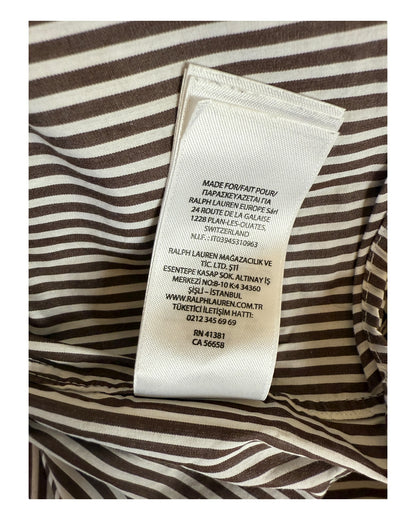 MADE FOR/FAIT POUR/
ΠΑΡΑΣΚΕΥΑΖΕΤΑΙ ΓΙΑ
RALPH LAUREN EUROPE Sàrl
24 ROUTE DE LA GALAISE
1228 PLAN-LES-OUATES,
SWITZERLAND
N.I.F.: IT03945310963
RALPH LAUREN MAĞAZACILIK VE
TİC. LTD. ŞTİ
ESENTEPE KASAP SOK. ALTINAY İŞ
MERKEZİ NO:8-10 K:4 34360
ŞİŞLİ – İSTANBUL
WWW.RALPHLAUREN.COM.TR
TÜKETİCİ İLETİŞİM HATTI:
0212 345 69 69
RN 41381
CA 56658